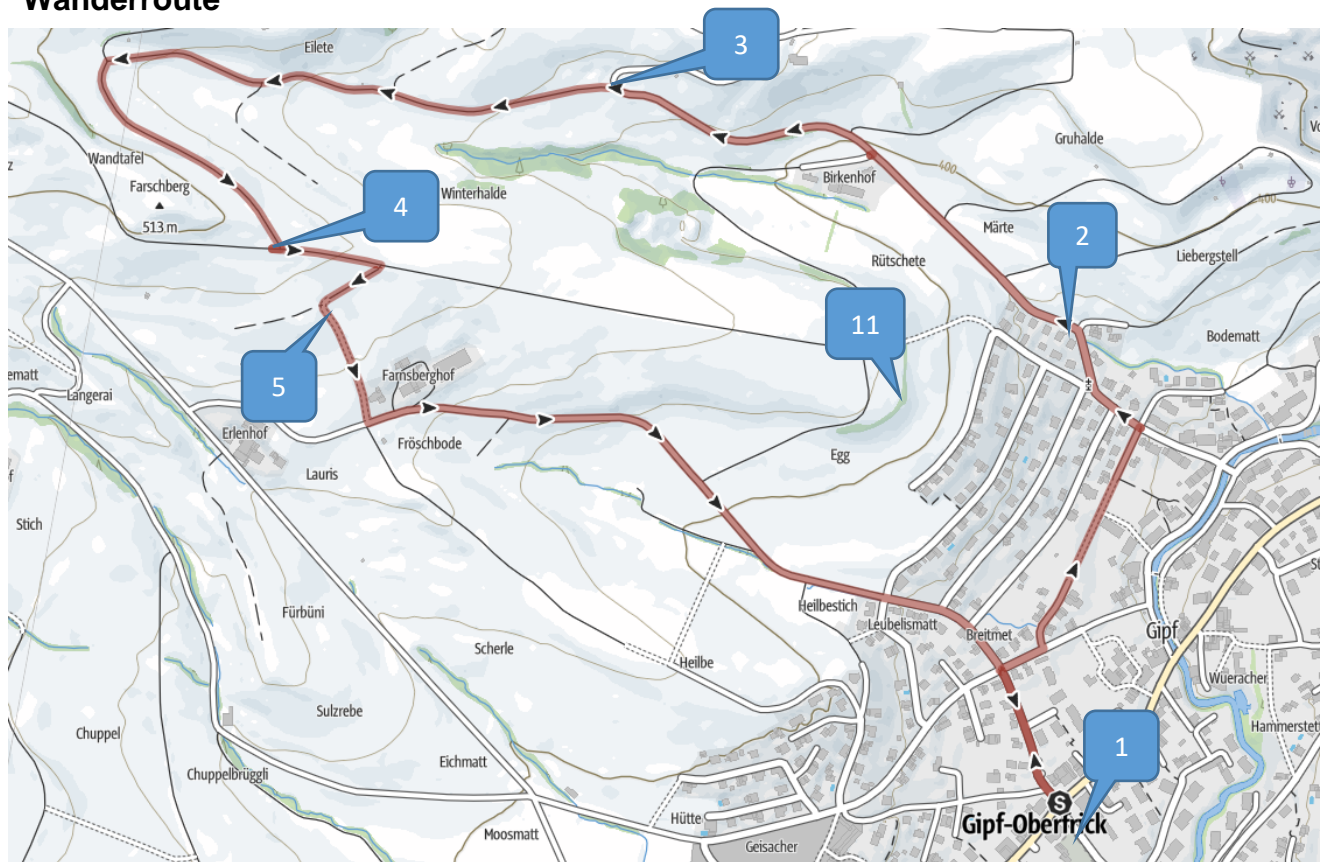 Wanderroute
3
Eilete
Gruhalde
Wandtafel
Farschberg
513 m
4
Winterhalde
Birkenhof
400
400
Märte
2
Liebergstell
Rütschete
11
Bodematt
5
Farnsberghof
ematt
Langerai
Erlenhof
Fröschbode
Lauris
Egg
Stich
Fürbüni
Heilbestich
Leubelismatt
Breitmet
Gipf
Scherle
Heilbe
Wueracher
Sulzrebe
Hammerstett
Chuppel
1
Eichmatt
Chuppelbrüggli
S
Gipf-Oberfrick
Hütte
Moosmatt
Geisacher